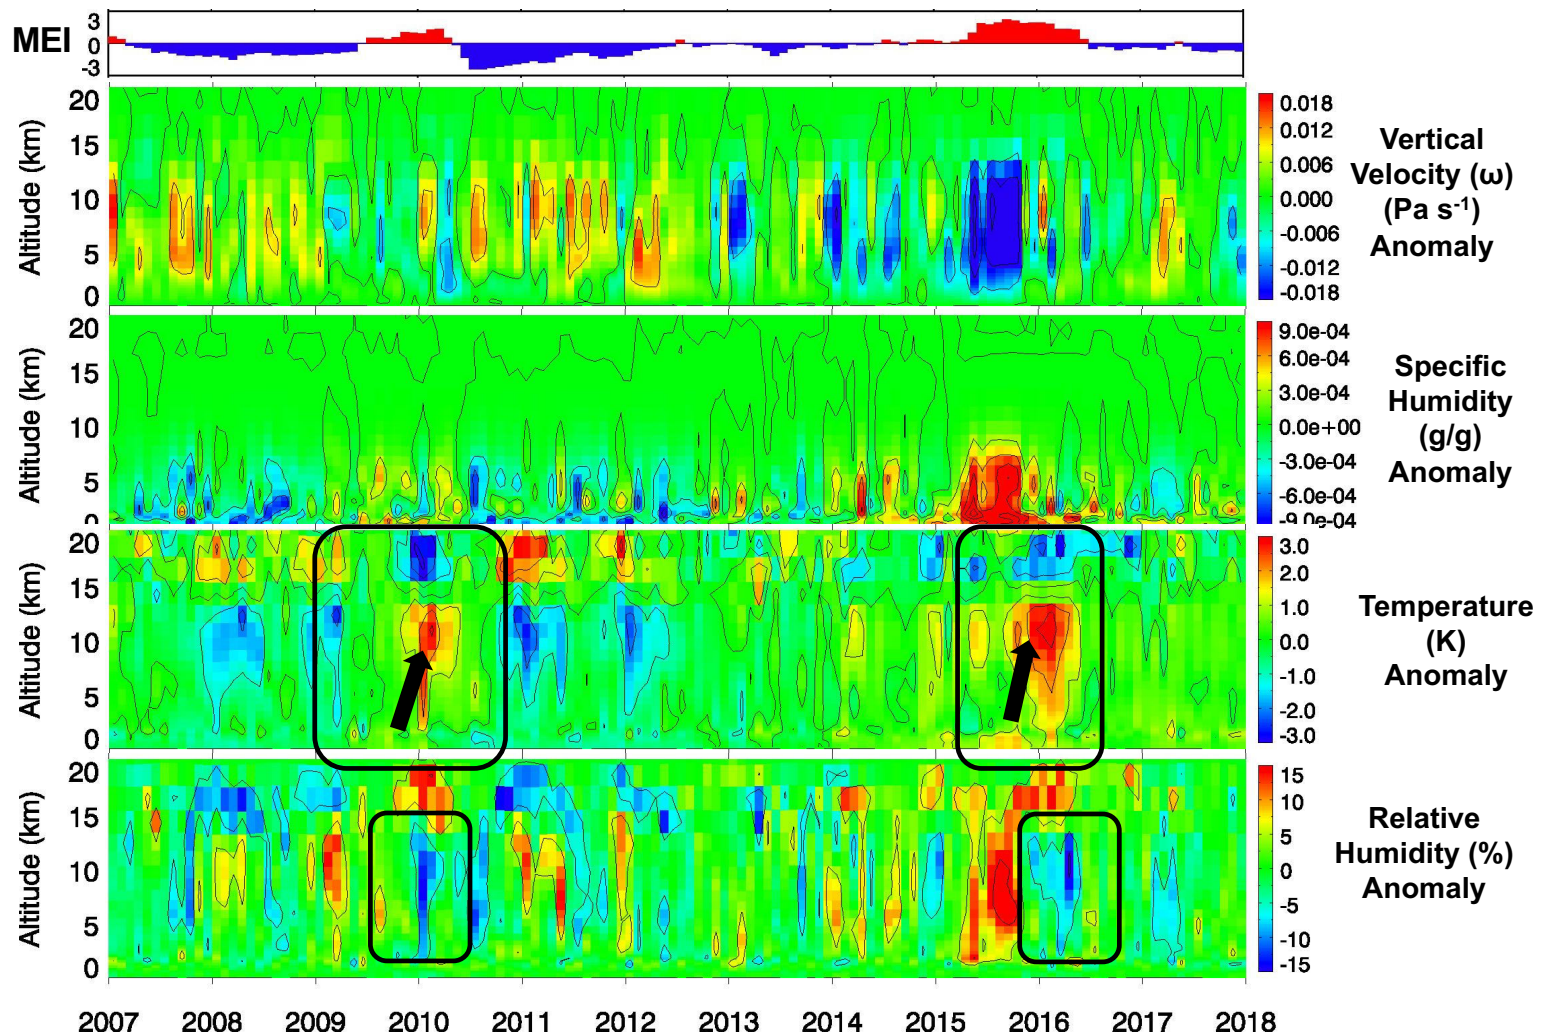 MEI
3
0
-3
20
15
10
5
0
Altitude (km)
0.018
0.012
0.006
0.000
-0.006
-0.012
-0.018
Vertical
Velocity (ω)
(Pa s-1)
Anomaly
20
15
10
5
0
Altitude (km)
9.0e-04
6.0e-04
3.0e-04
0.0e+00
-3.0e-04
-6.0e-04
-9.0e-04
Specific
Humidity
(g/g)
Anomaly
20
15
10
5
0
Altitude (km)
3.0
2.0
1.0
0.0
-1.0
-2.0
-3.0
Temperature
(K)
Anomaly
20
15
10
5
0
Altitude (km)
15
10
5
0
-5
-10
-15
Relative
Humidity (%)
Anomaly
2007 2008 2009 2010 2011 2012 2013 2014 2015 2016 2017 2018